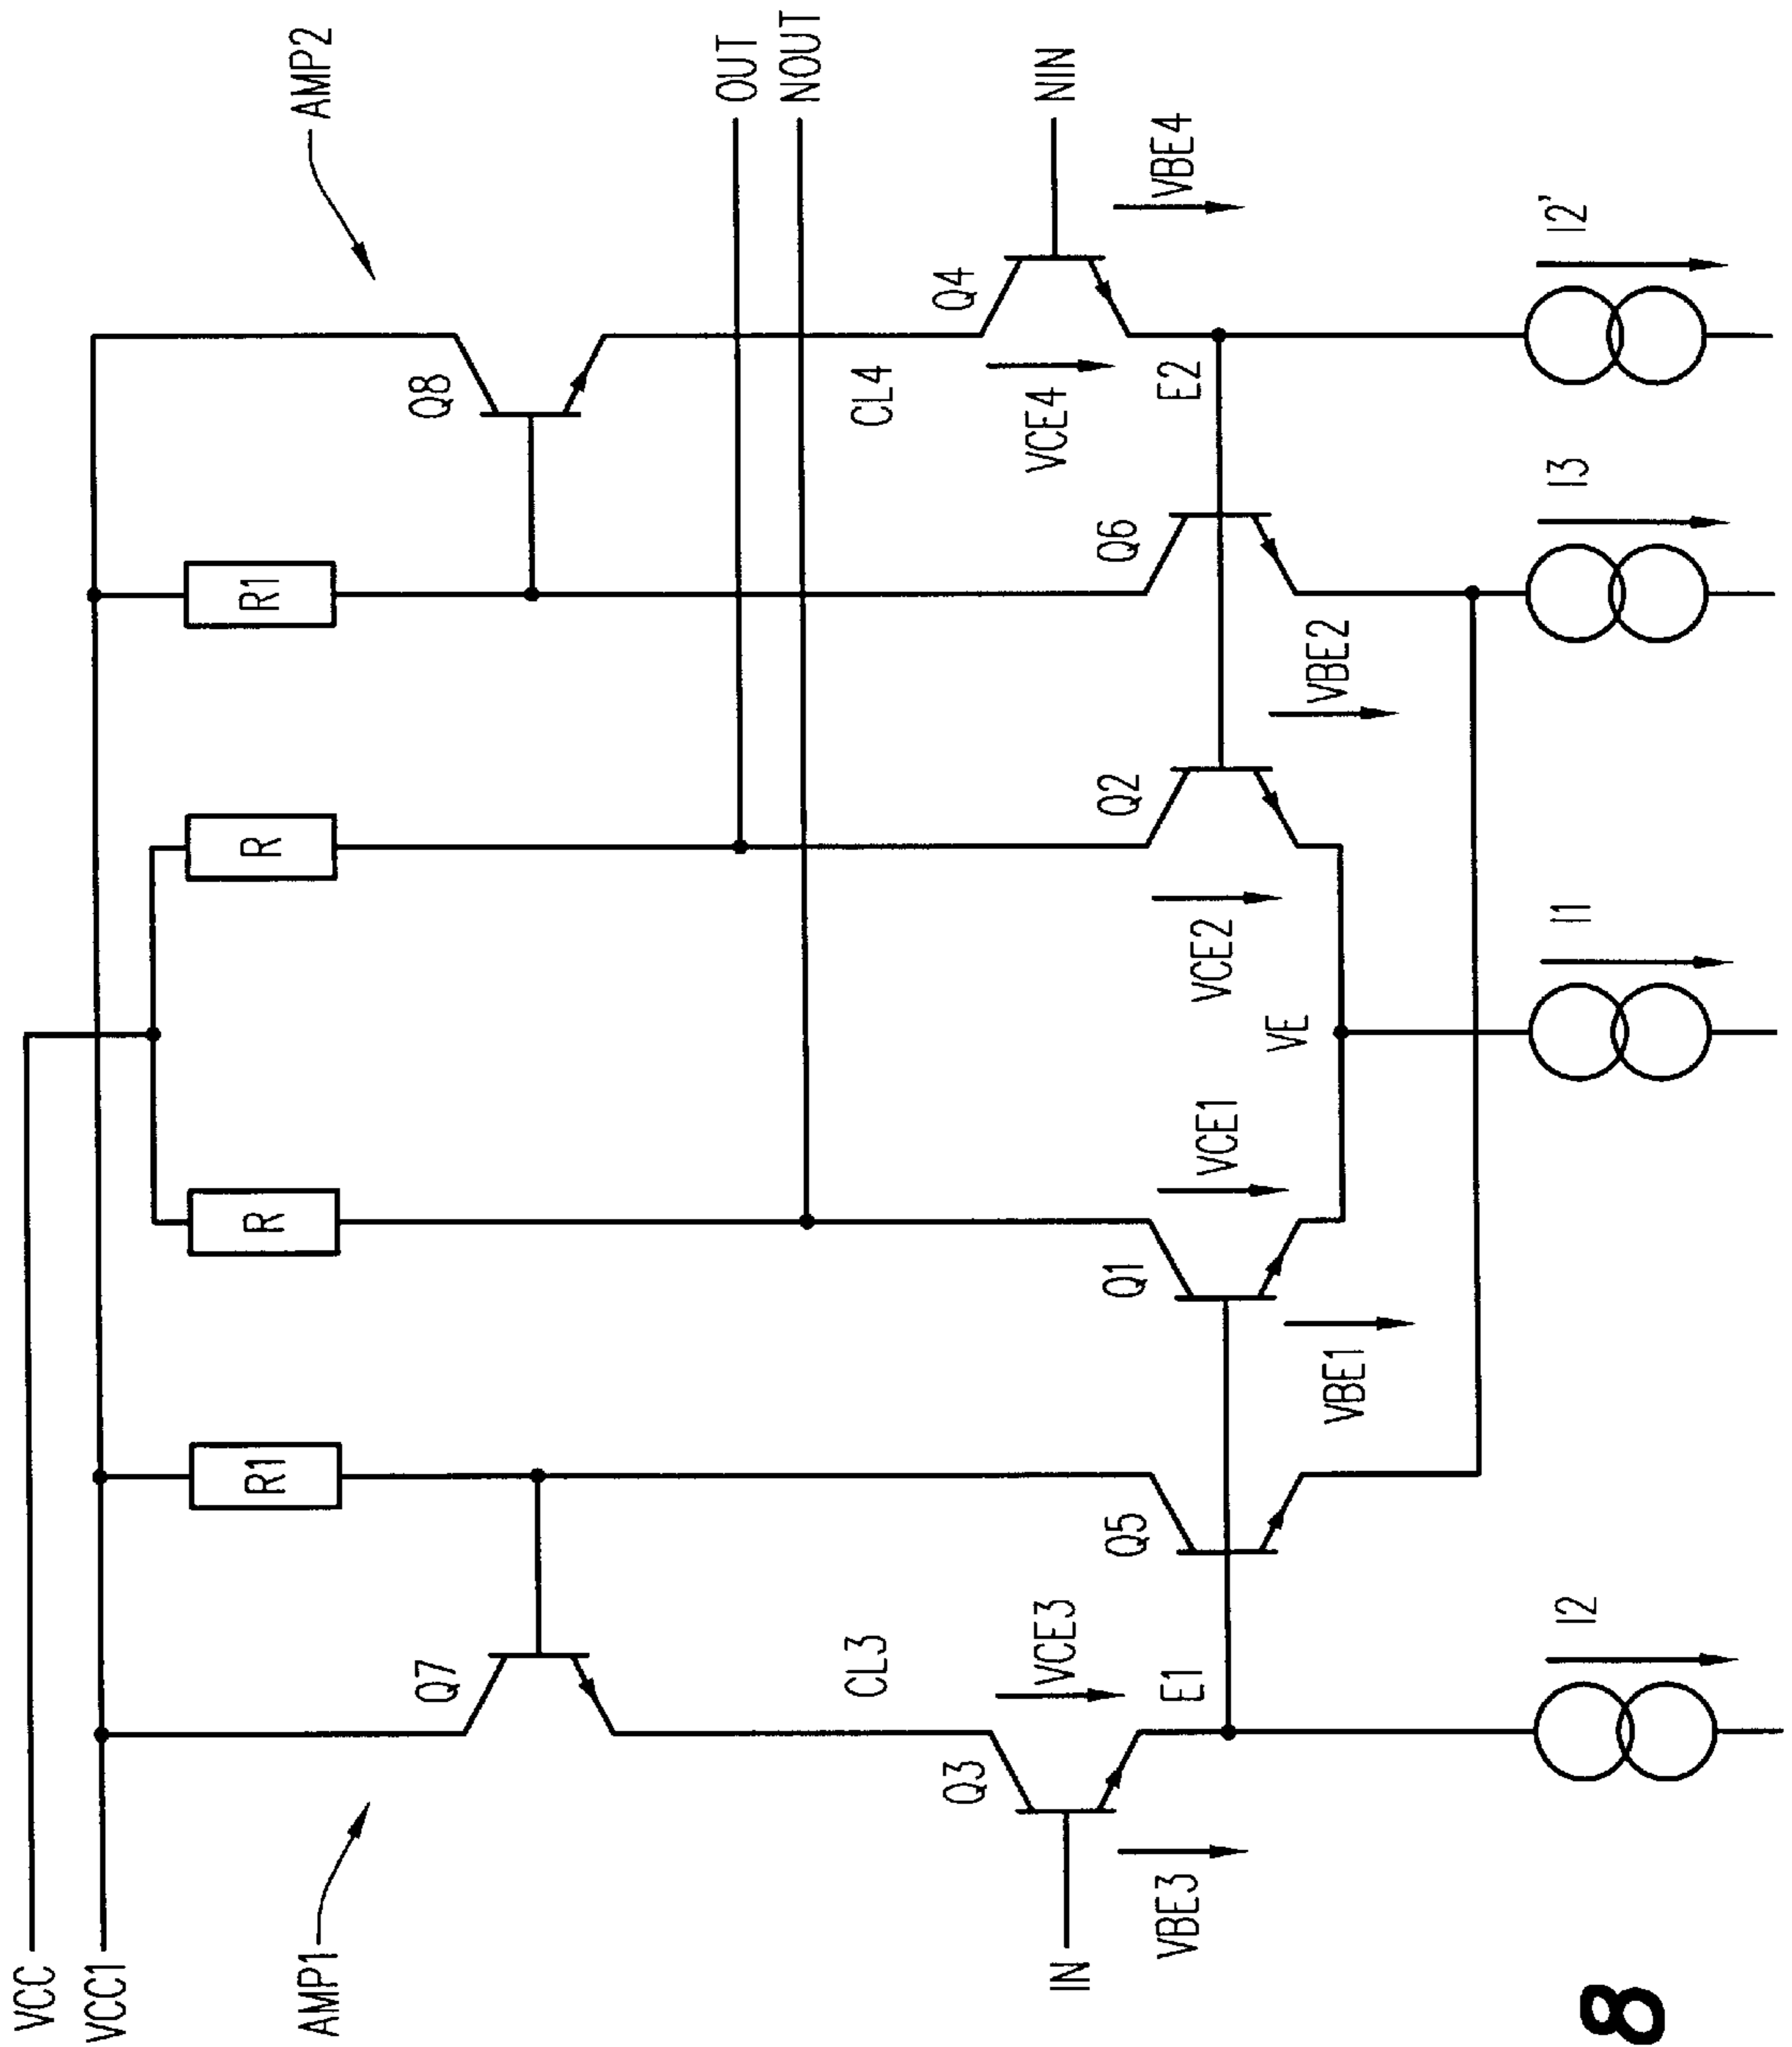 VCC
VCC1
AMP1
AMP2
R1
R
R
R1
Q7
Q8
OUT
NOUT
CL3
CL4
Q3
Q4
IN
NIN
VCE3
VCE4
VBE3
VBE4
E1
E2
Q5
Q1
Q2
Q6
VCE1
VCE2
VBE1
VBE2
VE
I2
I1
I3
I2'
8